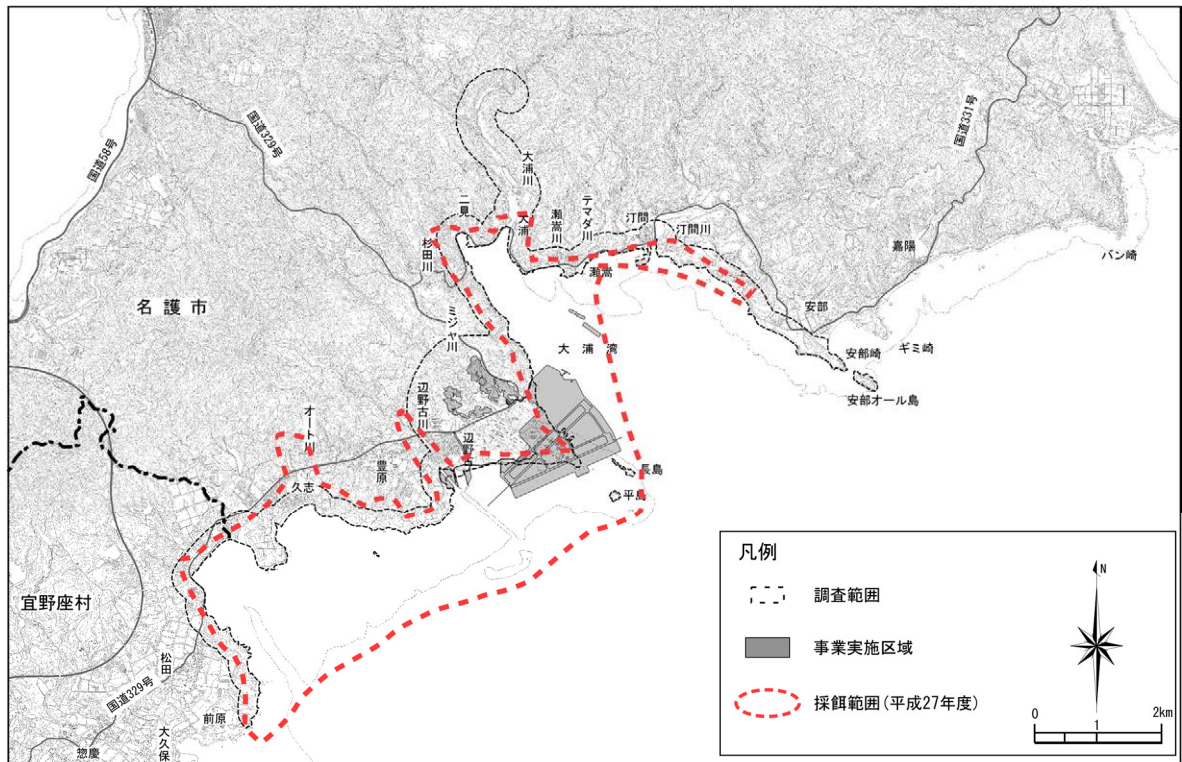 国道58号
国道329号
国道331号
大浦川
二見
大浦
瀬嵩川
テマダ川
汀間
汀間川
嘉陽
バン崎
杉田川
瀬嵩
安部
名護市
ミジャ川
大浦湾
安部崎
ギミ崎
安部オール島
辺野古川
オート川
辺野古
豊原
久志
長島
平島
宜野座村
松田
国道329号
前原
大久保
惣慶
凡例
調査範囲
事業実施区域
採餌範囲(平成27年度)
N
0 1 2km